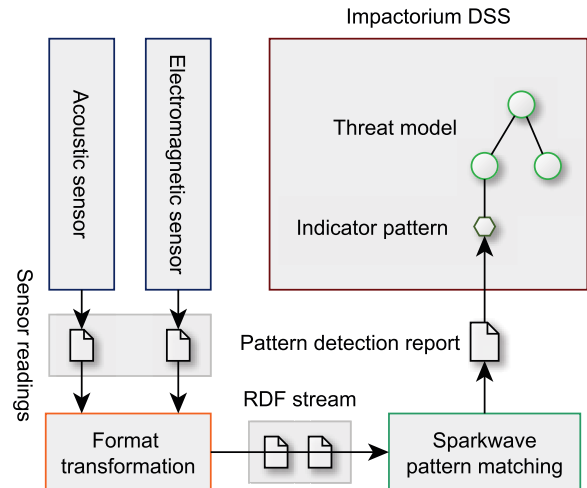 Impactorium DSS
Acoustic sensor
Electromagnetic sensor
Threat model
Indicator pattern
Sensor readings
Pattern detection report
RDF stream
Format
transformation
Sparkwave
pattern matching